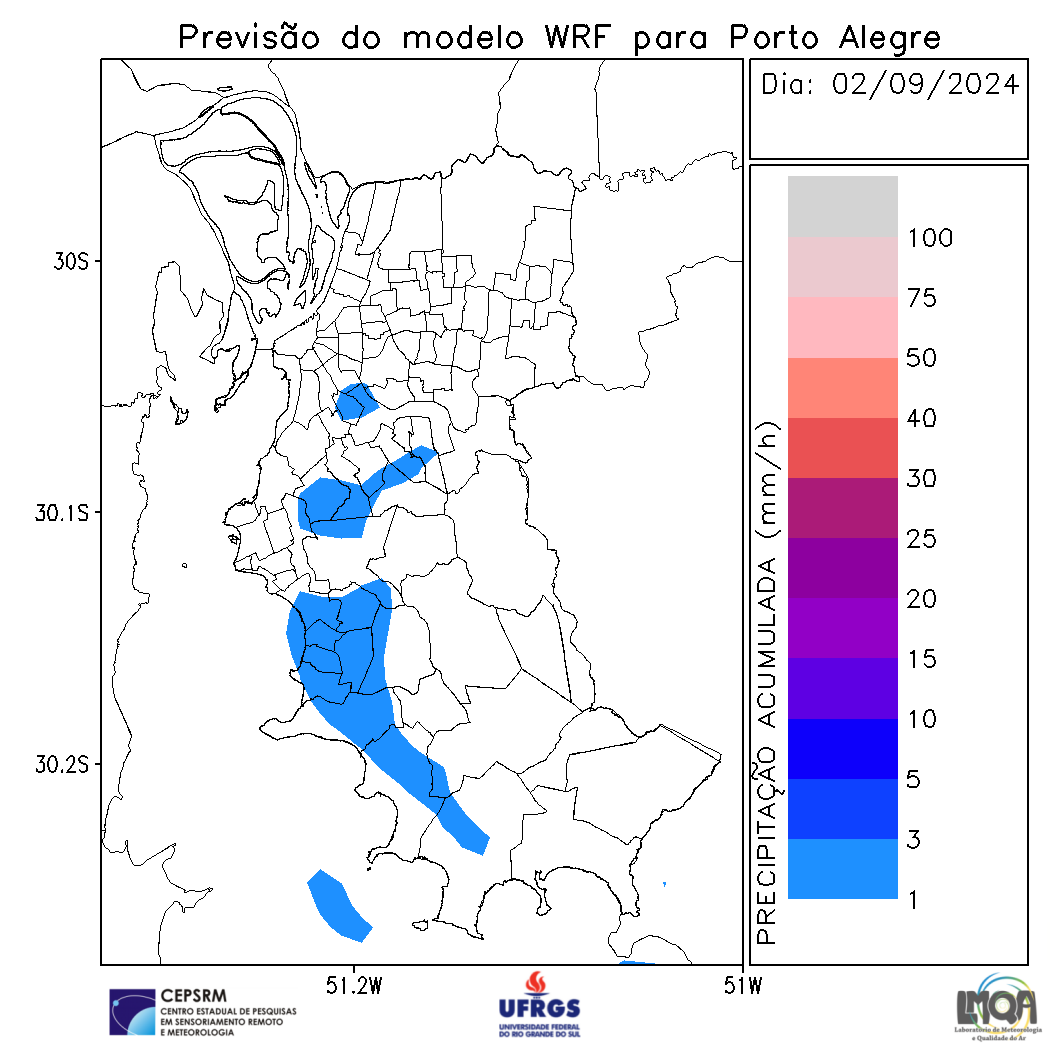 Previsão do modelo WRF para Porto Alegre
Dia: 02/09/2024
30S
30.1S
30.2S
51.2W
51W
PRECIPITAÇÃO ACUMULADA (mm/h)
100
75
50
40
30
25
20
15
10
5
3
1
CEPSRM
CENTRO ESTADUAL DE PESQUISAS
EM SENSORIAMENTO REMOTO
E METEOROLOGIA
UFRGS
UNIVERSIDADE FEDERAL
DO RIO GRANDE DO SUL
LMQA
Laboratório de Meteorologia
e Qualidade do Ar